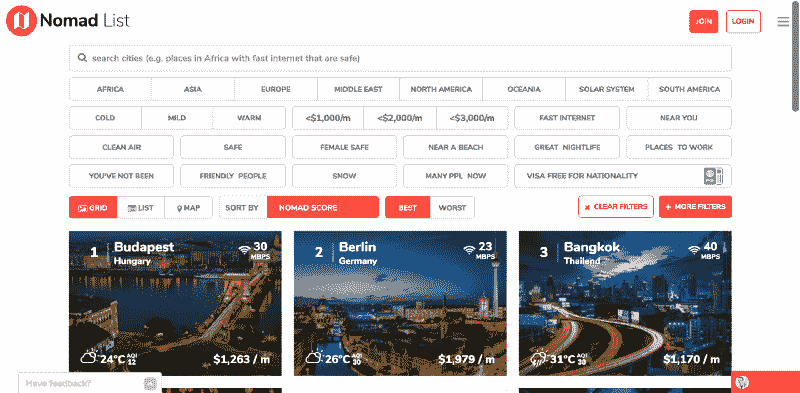 Nomad List
JOIN LOGIN
search cities (e.g. places in Africa with fast internet that are safe)
AFRICA ASIA EUROPE MIDDLE EAST NORTH AMERICA OCEANIA SOLAR SYSTEM SOUTH AMERICA
COLD MILD WARM <$1,000/m <$2,000/m <$3,000/m FAST INTERNET NEAR YOU
CLEAN AIR SAFE FEMALE SAFE NEAR A BEACH GREAT NIGHTLIFE PLACES TO WORK
YOU'VE NOT BEEN FRIENDLY PEOPLE SNOW MANY PPL NOW VISA FREE FOR NATIONALITY
GRID LIST MAP SORT BY NOMAD SCORE BEST WORST × CLEAR FILTERS + MORE FILTERS
1 Budapest 30
Hungary MBPS
24°C AQI 12 $1,263 / m
2 Berlin 23
Germany MBPS
26°C AQI 30 $1,979 / m
3 Bangkok 40
Thailand MBPS
31°C AQI 30 $1,170 / m
Have feedback?